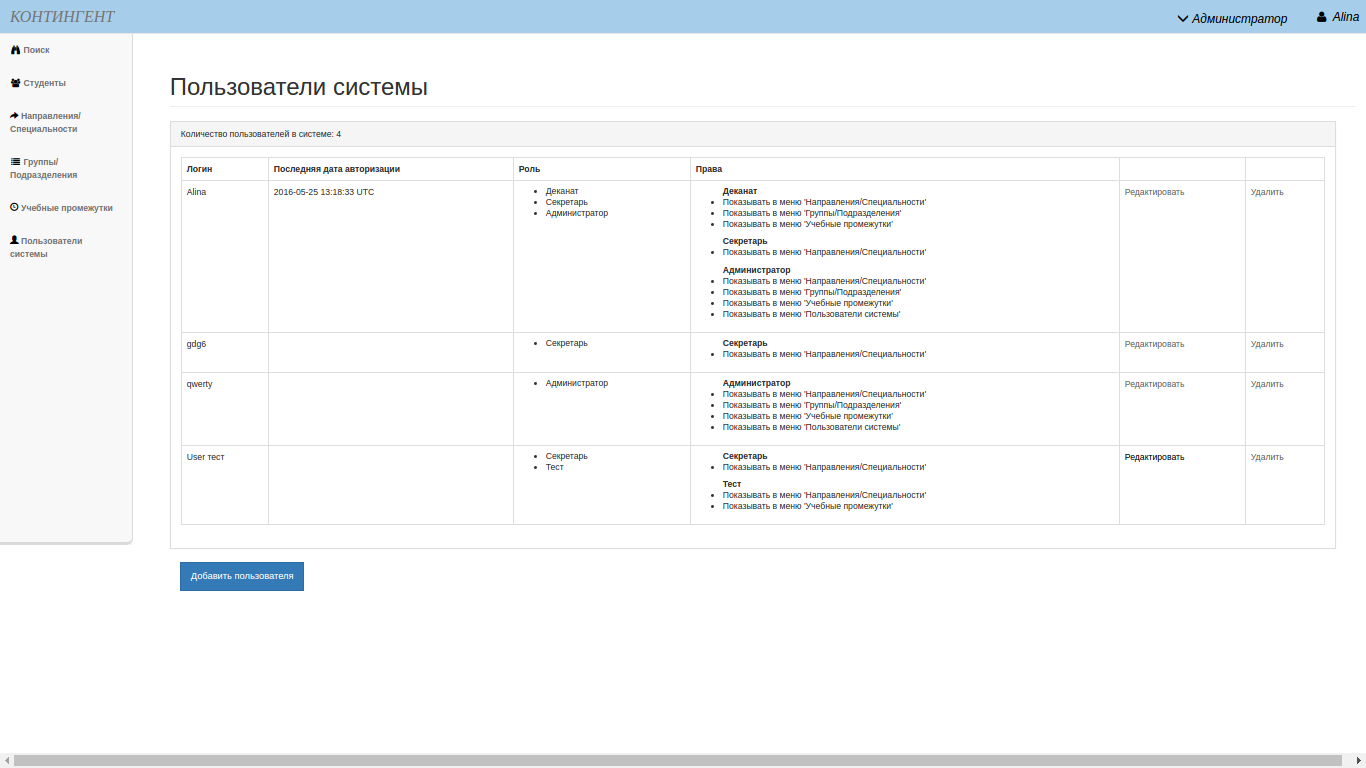 КОНТИНГЕНТ
Администратор
Alina
Поиск
Студенты
Направления/
Специальности
Группы/
Подразделения
Учебные промежутки
Пользователи
системы
Пользователи системы
Количество пользователей в системе: 4
Логин Последняя дата авторизации Роль Права
Alina 2016-05-25 13:18:33 UTC
Деканат
Секретарь
Администратор
Деканат
Показывать в меню 'Направления/Специальности'
Показывать в меню 'Группы/Подразделения'
Показывать в меню 'Учебные промежутки'
Секретарь
Показывать в меню 'Направления/Специальности'
Администратор
Показывать в меню 'Направления/Специальности'
Показывать в меню 'Группы/Подразделения'
Показывать в меню 'Учебные промежутки'
Показывать в меню 'Пользователи системы'
Редактировать
Удалить
gdg6
Секретарь
Секретарь
Показывать в меню 'Направления/Специальности'
Редактировать
Удалить
qwerty
Администратор
Администратор
Показывать в меню 'Направления/Специальности'
Показывать в меню 'Группы/Подразделения'
Показывать в меню 'Учебные промежутки'
Показывать в меню 'Пользователи системы'
Редактировать
Удалить
User тест
Секретарь
Тест
Секретарь
Показывать в меню 'Направления/Специальности'
Тест
Показывать в меню 'Направления/Специальности'
Показывать в меню 'Учебные промежутки'
Редактировать
Удалить
Добавить пользователя